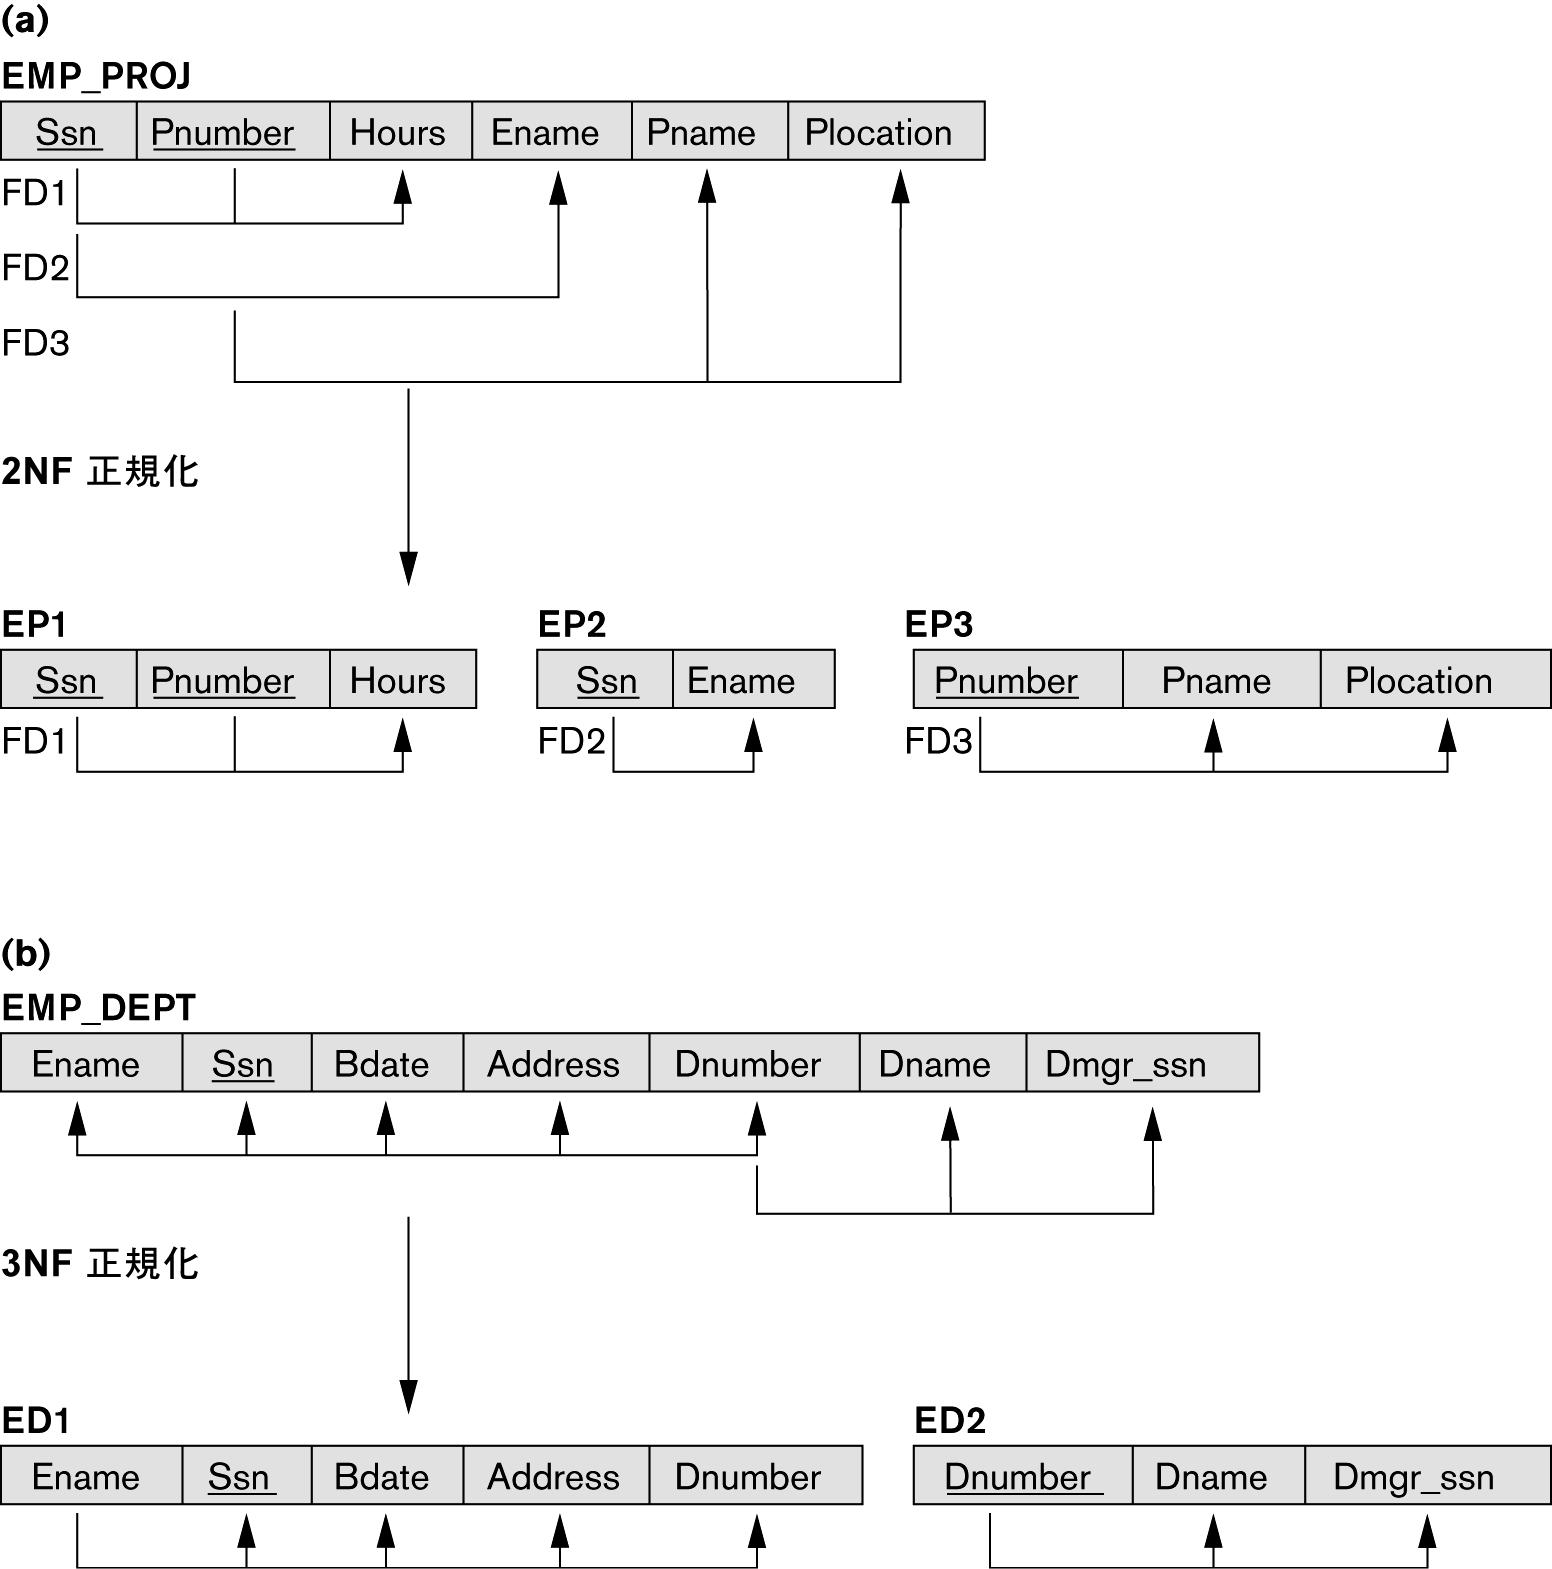 (a)
EMP_PROJ
Ssn Pnumber Hours Ename Pname Plocation
FD1
FD2
FD3
2NF 正規化
EP1 EP2 EP3
Ssn Pnumber Hours Ssn Ename Pnumber Pname Plocation
FD1 FD2 FD3
(b)
EMP_DEPT
Ename Ssn Bdate Address Dnumber Dname Dmgr_ssn
3NF 正規化
ED1 ED2
Ename Ssn Bdate Address Dnumber Dnumber Dname Dmgr_ssn